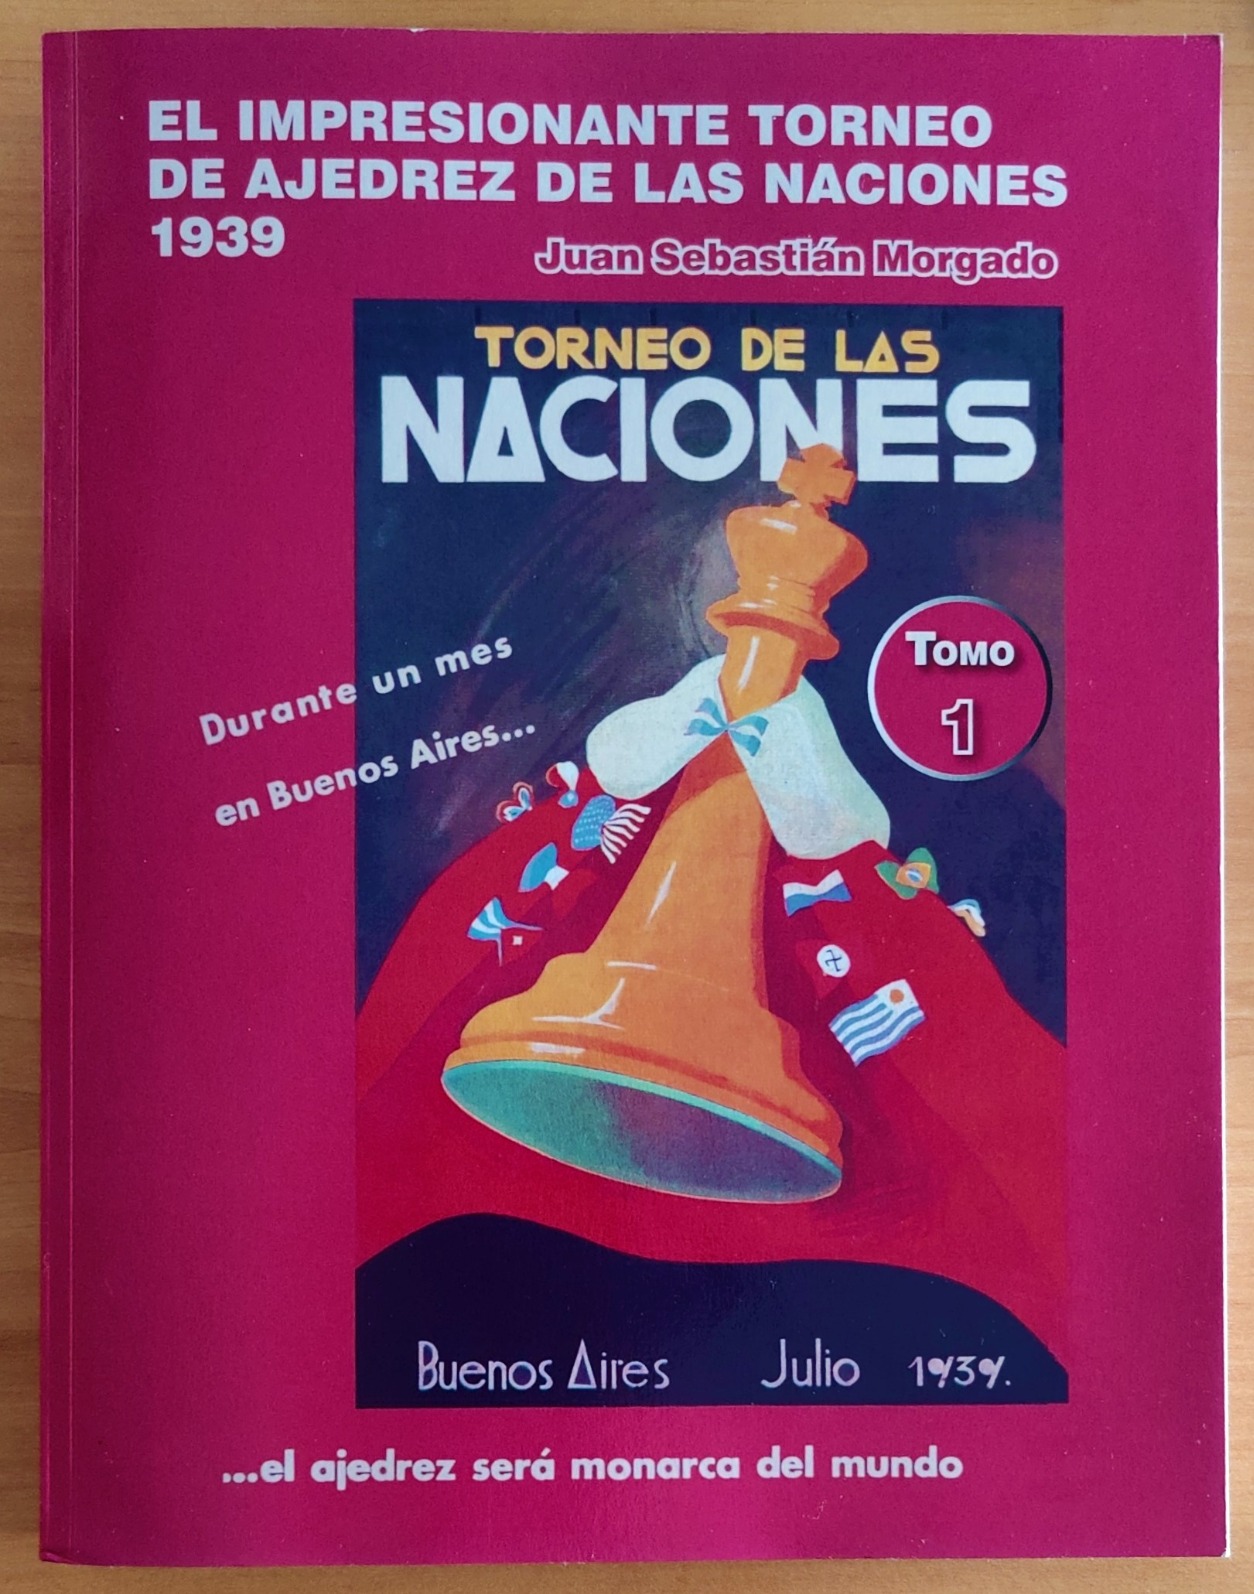 EL IMPRESIONANTE TORNEO
DE AJEDREZ DE LAS NACIONES
1939
Juan Sebastián Morgado
TORNEO DE LAS
NACIONES
TOMO
1
Durante un mes
en Buenos Aires...
Buenos Aires Julio 1939.
...el ajedrez será monarca del mundo